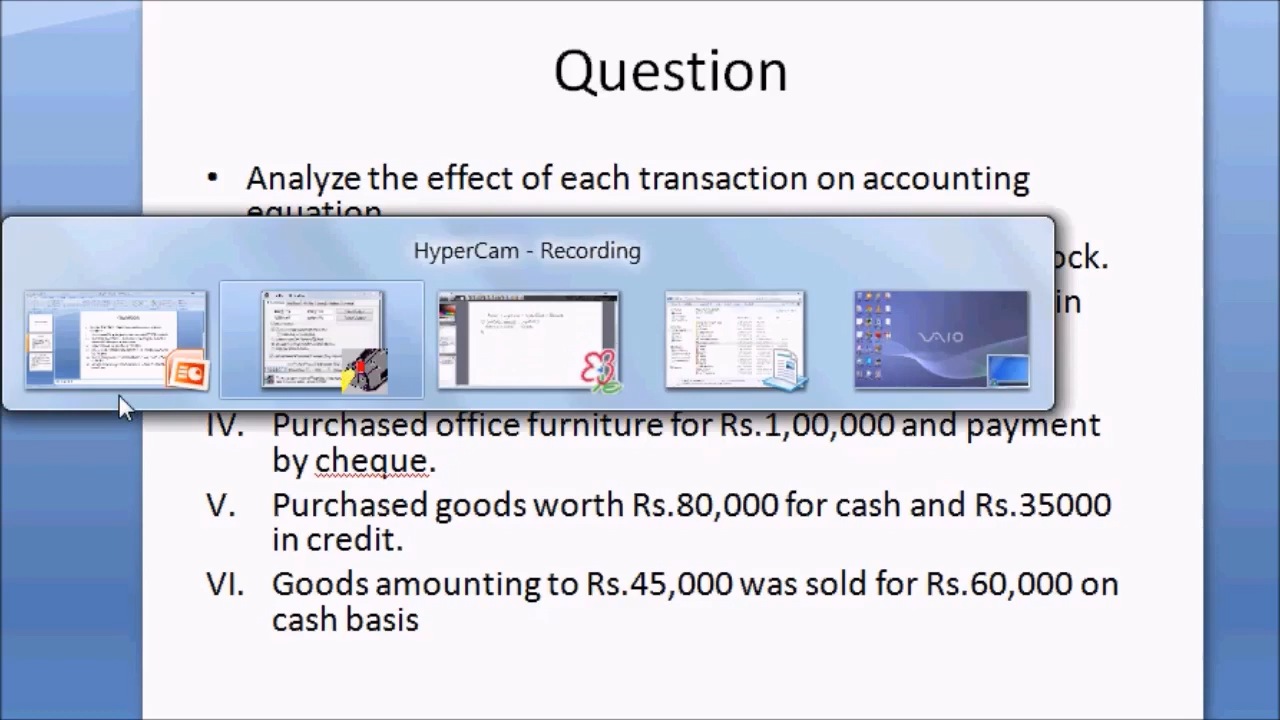 Question
• Analyze the effect of each transaction on accounting
equation
ock.
HyperCam - Recording
in
VAIO
IV. Purchased office furniture for Rs.1,00,000 and payment
by cheque.
V. Purchased goods worth Rs.80,000 for cash and Rs.35000
in credit.
VI. Goods amounting to Rs.45,000 was sold for Rs.60,000 on
cash basis